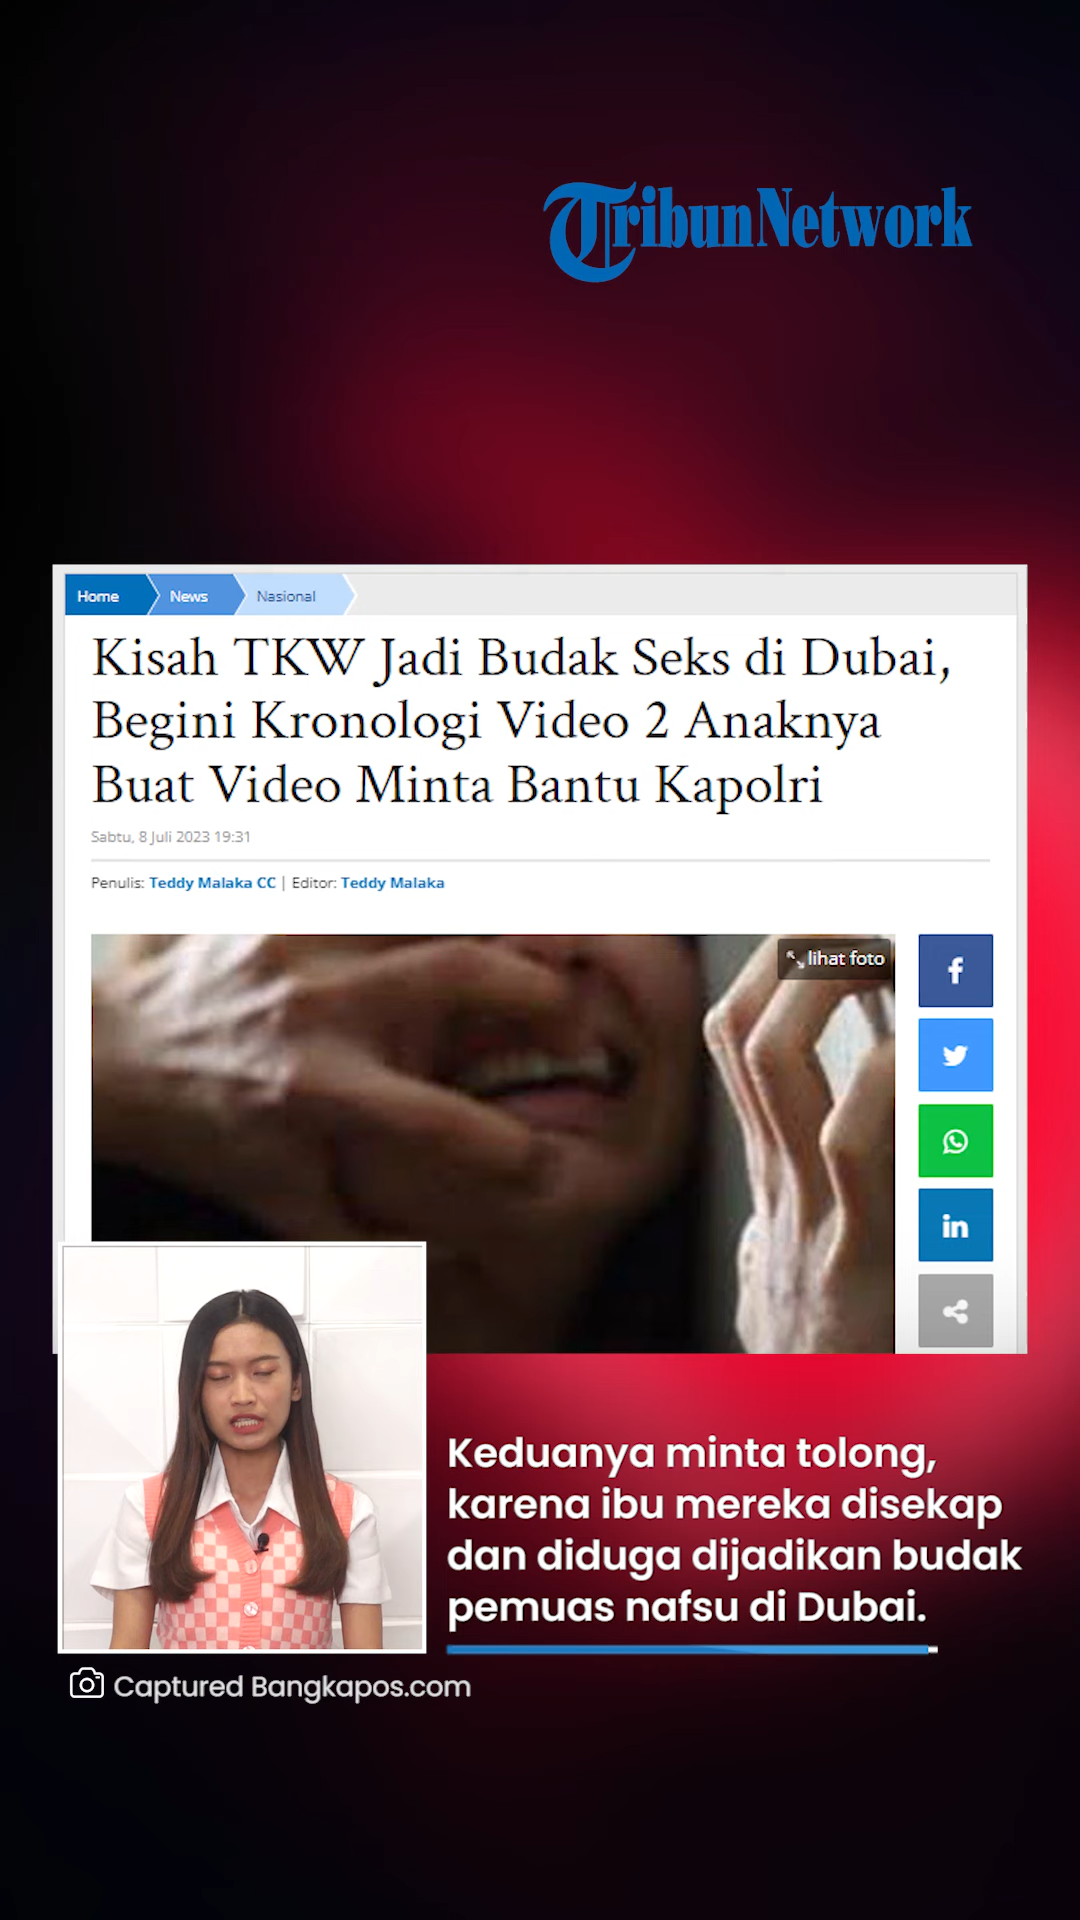 TribunNetwork
Home News Nasional
Kisah TKW Jadi Budak Seks di Dubai,
Begini Kronologi Video 2 Anaknya
Buat Video Minta Bantu Kapolri
Sabtu, 8 Juli 2023 19:31
Penulis: Teddy Malaka CC | Editor: Teddy Malaka
lihat foto
Keduanya minta tolong,
karena ibu mereka disekap
dan diduga dijadikan budak
pemuas nafsu di Dubai.
Captured Bangkapos.com